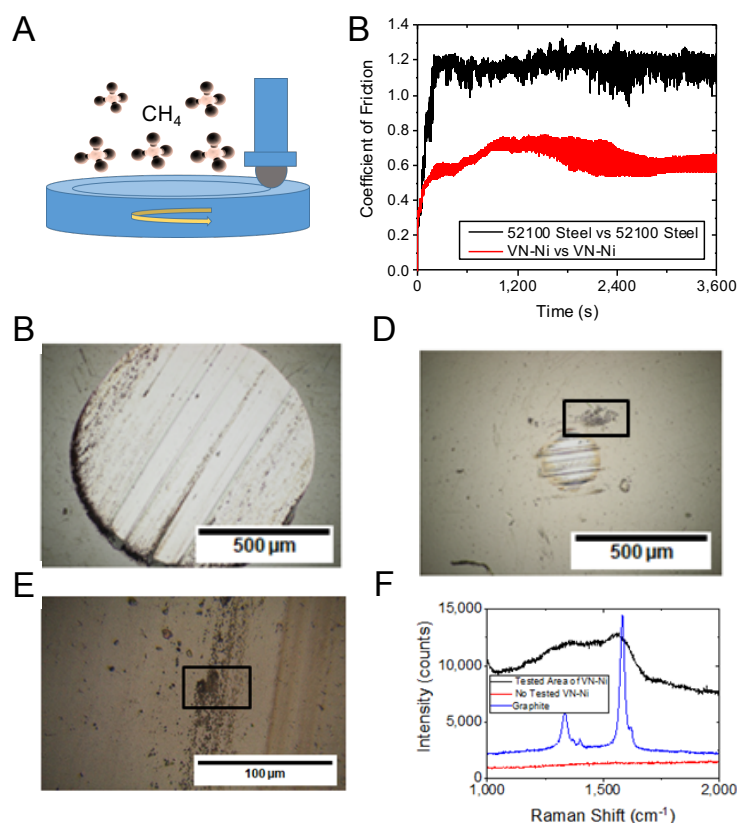 A
CH4
B
Coefficient of Friction
1.4
1.2
1.0
0.8
0.6
0.4
0.2
0.0
52100 Steel vs 52100 Steel
VN-Ni vs VN-Ni
0
1,200
2,400
3,600
Time (s)
B
500 µm
D
500 µm
E
100 µm
F
Intensity (counts)
15,000
10,000
5,000
0
Tested Area of VN-Ni
No Tested VN-Ni
Graphite
1,000
1,500
2,000
Raman Shift (cm-1)